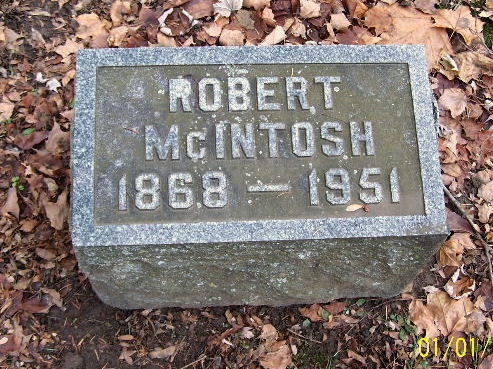 ROBERT
McINTOSH
1868 – 1951
01/01/